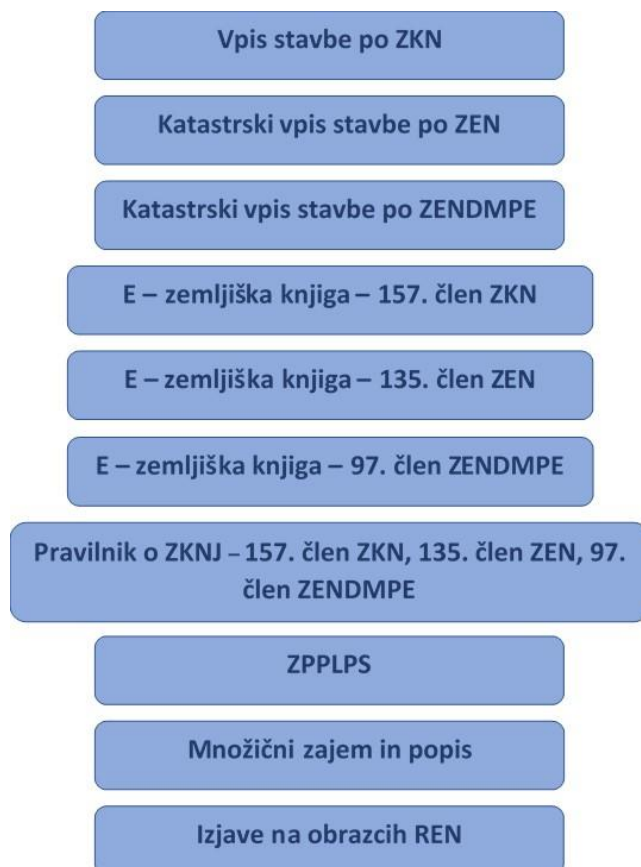 Vpis stavbe po ZKN
Katastrski vpis stavbe po ZEN
Katastrski vpis stavbe po ZENDMPE
E – zemljiška knjiga – 157. člen ZKN
E – zemljiška knjiga – 135. člen ZEN
E – zemljiška knjiga – 97. člen ZENDMPE
Pravilnik o ZKNJ – 157. člen ZKN, 135. člen ZEN, 97.
člen ZENDMPE
ZPPLPS
Množični zajem in popis
Izjave na obrazcih REN